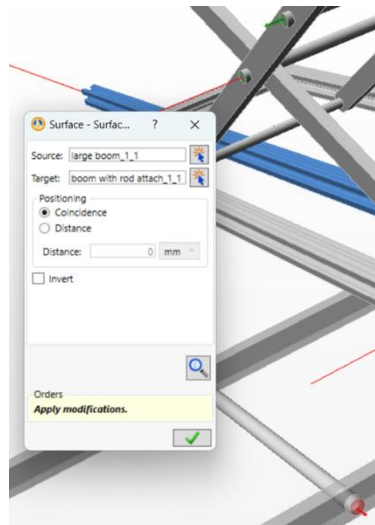 Surface - Surfac... ? ×
Source: large boom_1_1
Target: boom with rod attach_1_1
Positioning
Coincidence
Distance
Distance: 0 mm
Invert
Orders
Apply modifications.